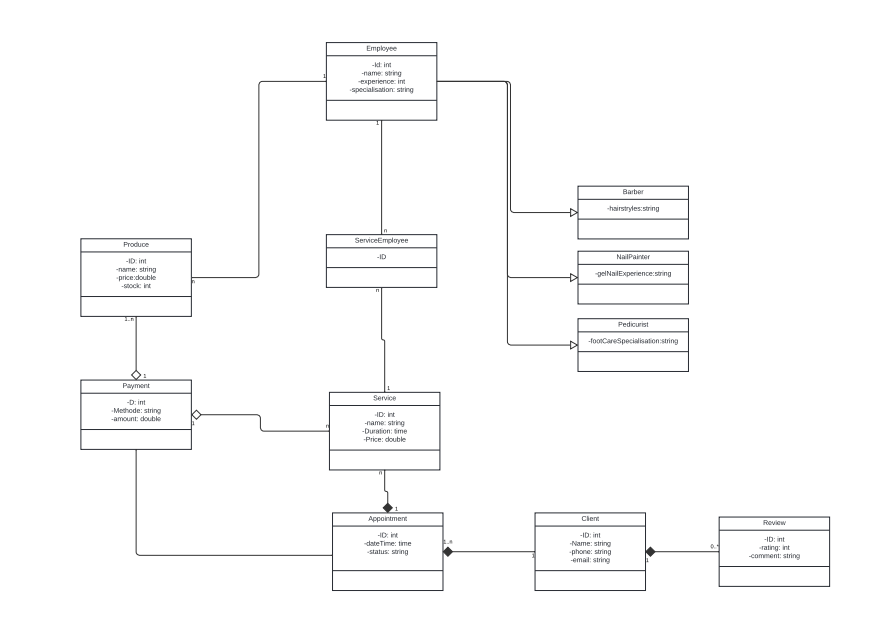 Employee
-Id: int
-name: string
-experience: int
-specialisation: string
1
1
n
Barber
-hairstryles:string
NailPainter
-gelNailExperience:string
Pedicurist
-footCareSpecialisation:string
Produce
-ID: int
-name: string
-price:double
-stock: int
n
1..n
1
ServiceEmployee
-ID
n
1
Payment
-D: int
-Methode: string
-amount: double
1
n
Service
-ID: int
-name: string
-Duration: time
-Price: double
n
1
Appointment
-ID: int
-dateTime: time
-status: string
1..n
1
Client
-ID: int
-Name: string
-phone: string
-email: string
1
0..*
Review
-ID: int
-rating: int
-comment: string